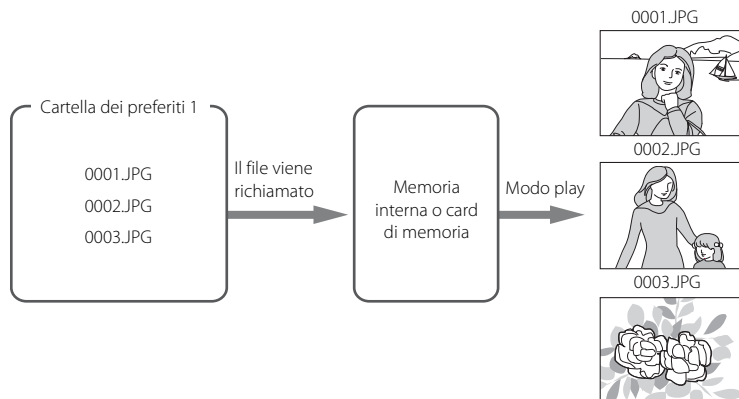 Cartella dei preferiti 1
0001.JPG
0002.JPG
0003.JPG
Il file viene
richiamato
Memoria
interna o card
di memoria
Modo play
0001.JPG
0002.JPG
0003.JPG